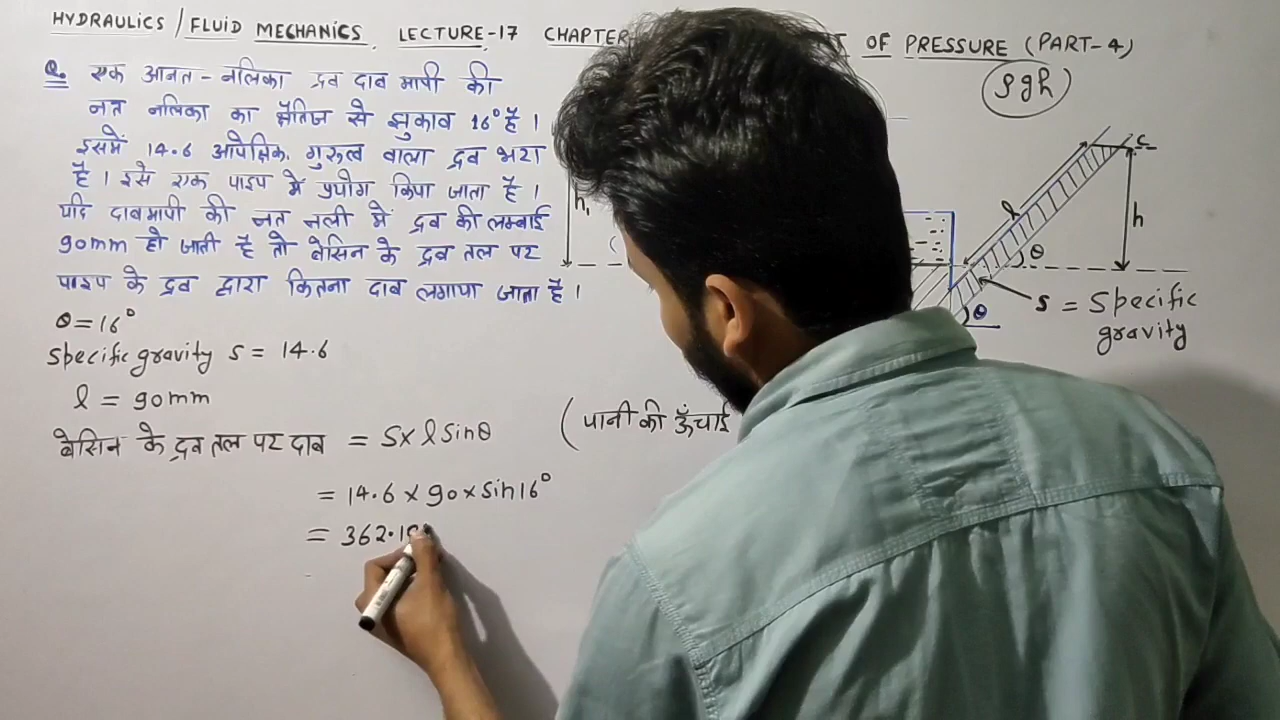 HYDRAULICS / FLUID MECHANICS, LECTURE-17 CHAPTER OF PRESSURE (PART-4)
ρgh
Q. एक आनत-नलिका द्रव दाब मापी की
नत नलिका का क्षैतिज से झुकाव 16° है।
इसमें 14.6 आपेक्षिक गुरुत्व वाला द्रव भरा
है। इसे एक पाइप में प्रयोग किया जाता है।
यदि दाबमापी की नत नली में द्रव की लम्बाई
90mm हो जाती है तो बेसिन के द्रव तल पर
पाइप के द्रव द्वारा कितना दाब लगाया जाता है।
θ=16°
Specific gravity S = 14.6
l = 90mm
बेसिन के द्रव तल पर दाब = S× l sinθ
(पानी की ऊँचाई
= 14.6 × 90 × Sin16°
= 362.1
h₁
l
c
h
θ
θ
S = Specific
gravity